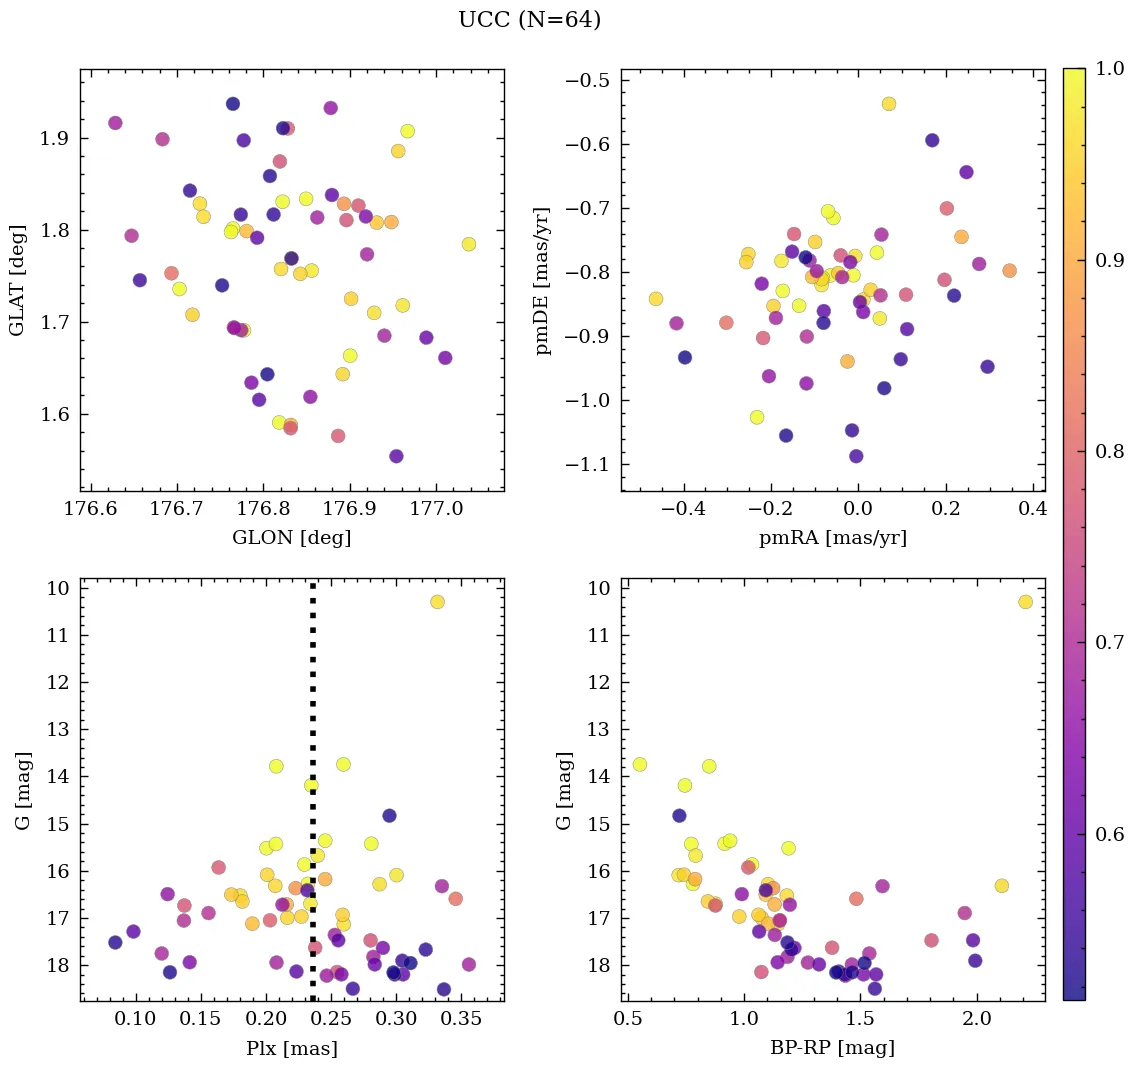 UCC (N=64)
1.9
1.8
1.7
1.6
GLAT [deg]
176.6 176.7 176.8 176.9 177.0
GLON [deg]
−0.5
−0.6
−0.7
−0.8
−0.9
−1.0
−1.1
pmDE [mas/yr]
−0.4 −0.2 0.0 0.2 0.4
pmRA [mas/yr]
10
11
12
13
14
15
16
17
18
G [mag]
0.10 0.15 0.20 0.25 0.30 0.35
Plx [mas]
G [mag]
10
11
12
13
14
15
16
17
18
0.5 1.0 1.5 2.0
BP-RP [mag]
1.0
0.9
0.8
0.7
0.6